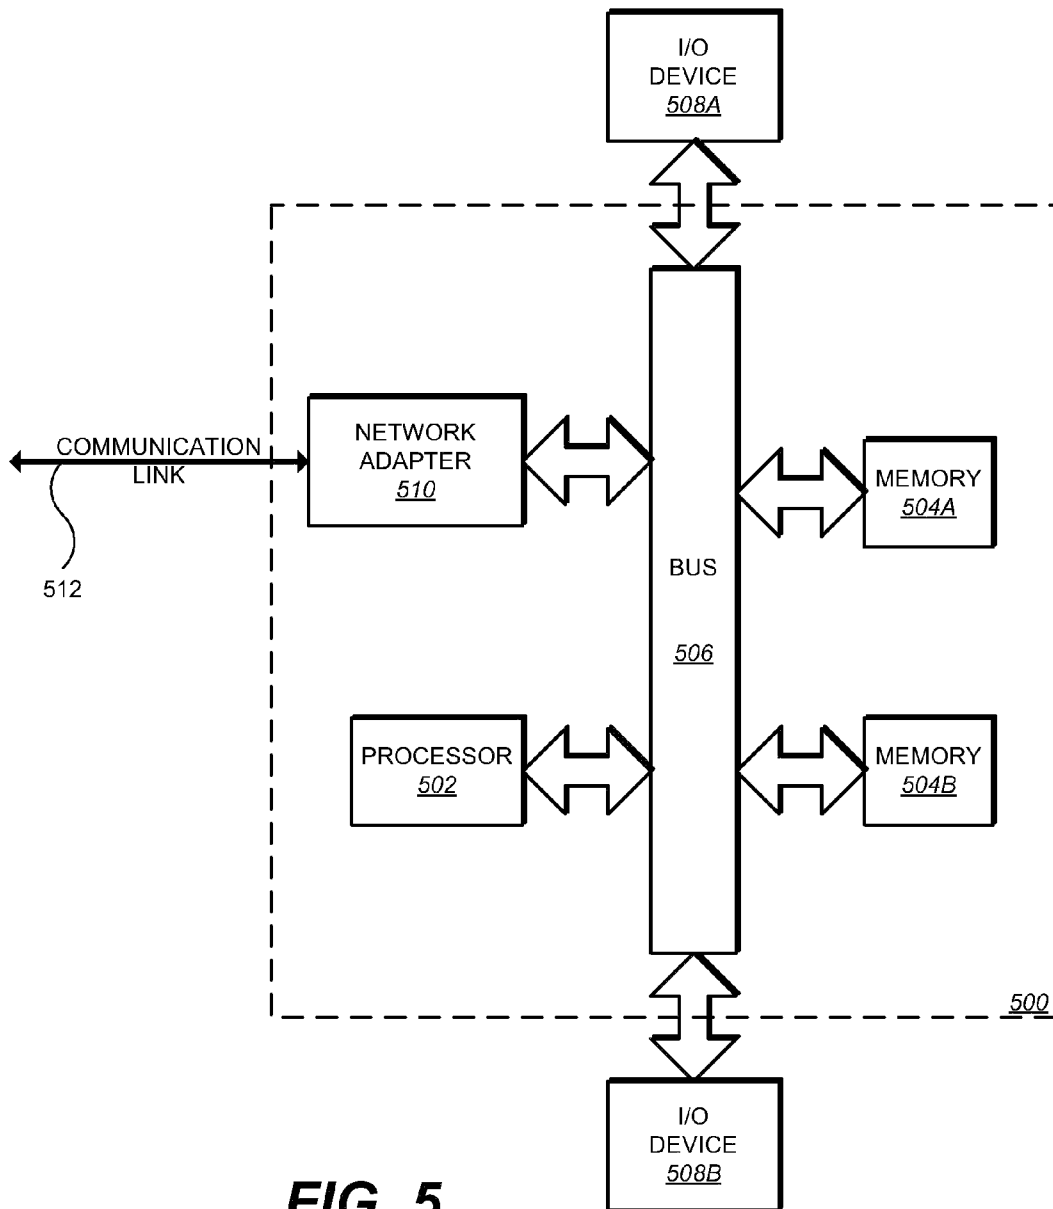 I/O
DEVICE
508A
COMMUNICATION
LINK
512
NETWORK
ADAPTER
510
MEMORY
504A
BUS
506
PROCESSOR
502
MEMORY
504B
500
I/O
DEVICE
508B
FIG. 5